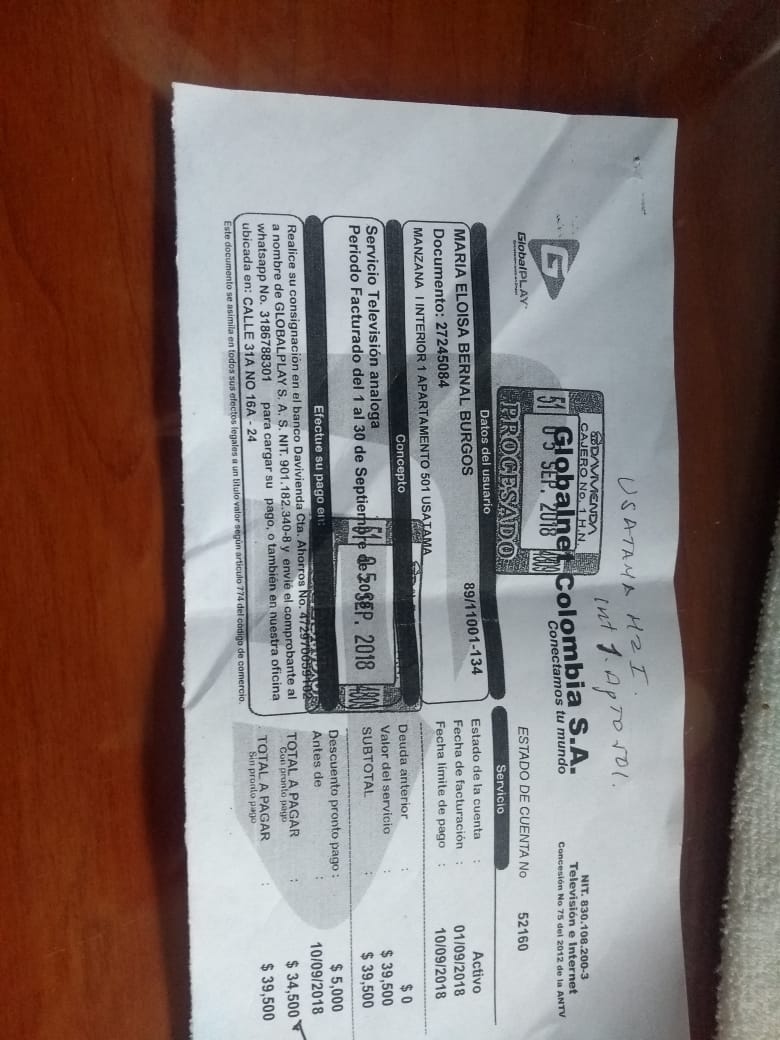 USATAMA MZ I.
Int 1. Apto 501.
GlobalPLAY
Globalnet Colombia S.A.
Conectamos tu mundo
NIT. 830.108.200-3
Televisión e Internet
Concesión No 75 del 2012 de la ANTV
DAVIVIENDA
CAJERO No. 1 H.N.
51 05 SEP. 2018 4809
PROCESADO
ESTADO DE CUENTA No 52160
Datos del usuario
MARIA ELOISA BERNAL BURGOS 89/11001-134
Documento: 27245084
MANZANA I INTERIOR 1 APARTAMENTO 501 USATAMA
Servicio
Estado de la cuenta : Activo
Fecha de facturación : 01/09/2018
Fecha límite de pago : 10/09/2018
Concepto
Servicio Televisión analoga
Periodo Facturado del 1 al 30 de Septiembre de
51 05 SEP. 2018 4809
Deuda anterior : $ 0
Valor del servicio : $ 39,500
SUBTOTAL : $ 39,500
Efectue su pago en:
Realice su consignación en el banco Davivienda Cta. Ahorros No.
a nombre de GLOBALPLAY S. A. S. NIT. 901.182.340-8 y envié el comprobante al
whatsapp No. 3186788301 para cargar su pago, o también en nuestra oficina
ubicada en: CALLE 31A NO 16A - 24
Descuento pronto pago : $ 5,000
Antes de : 10/09/2018
TOTAL A PAGAR : $ 34,500
Con pronto pago
TOTAL A PAGAR : $ 39,500
Sin pronto pago
Este documento se asimila en todos sus efectos legales a un título valor según artículo 774 del código de comercio.